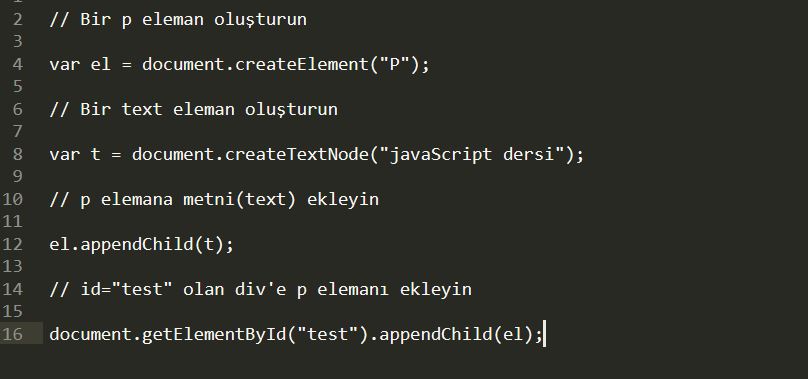 2 // Bir p eleman oluşturun
3
4 var el = document.createElement("P");
5
6 // Bir text eleman oluşturun
7
8 var t = document.createTextNode("javaScript dersi");
9
10 // p elemana metni(text) ekleyin
11
12 el.appendChild(t);
13
14 // id="test" olan div'e p elemanı ekleyin
15
16 document.getElementById("test").appendChild(el);